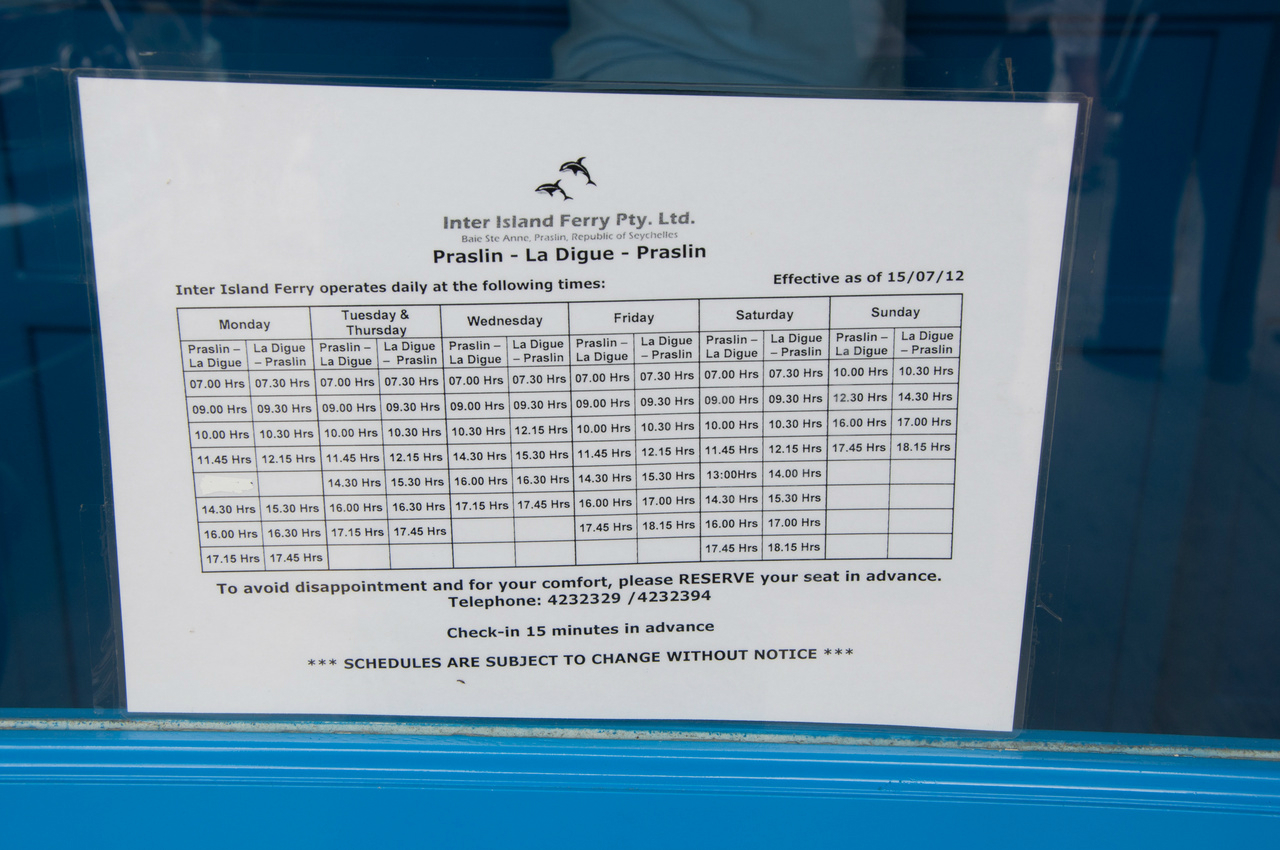 Inter Island Ferry Pty. Ltd.
Baie Ste Anne, Praslin, Republic of Seychelles
Praslin - La Digue - Praslin
Inter Island Ferry operates daily at the following times: Effective as of 15/07/12
Monday Tuesday & Thursday Wednesday Friday Saturday Sunday
Praslin – La Digue La Digue – Praslin Praslin – La Digue La Digue – Praslin Praslin – La Digue La Digue – Praslin Praslin – La Digue La Digue – Praslin Praslin – La Digue La Digue – Praslin Praslin – La Digue La Digue – Praslin
07.00 Hrs 07.30 Hrs 07.00 Hrs 07.30 Hrs 07.00 Hrs 07.30 Hrs 07.00 Hrs 07.30 Hrs 07.00 Hrs 07.30 Hrs 10.00 Hrs 10.30 Hrs
09.00 Hrs 09.30 Hrs 09.00 Hrs 09.30 Hrs 09.00 Hrs 09.30 Hrs 09.00 Hrs 09.30 Hrs 09.00 Hrs 09.30 Hrs 12.30 Hrs 14.30 Hrs
10.00 Hrs 10.30 Hrs 10.00 Hrs 10.30 Hrs 10.30 Hrs 12.15 Hrs 10.00 Hrs 10.30 Hrs 10.00 Hrs 10.30 Hrs 16.00 Hrs 17.00 Hrs
11.45 Hrs 12.15 Hrs 11.45 Hrs 12.15 Hrs 14.30 Hrs 15.30 Hrs 11.45 Hrs 12.15 Hrs 11.45 Hrs 12.15 Hrs 17.45 Hrs 18.15 Hrs
14.30 Hrs 15.30 Hrs 16.00 Hrs 16.30 Hrs 14.30 Hrs 15.30 Hrs 13:00Hrs 14.00 Hrs
14.30 Hrs 15.30 Hrs 16.00 Hrs 16.30 Hrs 17.15 Hrs 17.45 Hrs 16.00 Hrs 17.00 Hrs 14.30 Hrs 15.30 Hrs
16.00 Hrs 16.30 Hrs 17.15 Hrs 17.45 Hrs 17.45 Hrs 18.15 Hrs 16.00 Hrs 17.00 Hrs
17.15 Hrs 17.45 Hrs 17.45 Hrs 18.15 Hrs
To avoid disappointment and for your comfort, please RESERVE your seat in advance.
Telephone: 4232329 /4232394
Check-in 15 minutes in advance
*** SCHEDULES ARE SUBJECT TO CHANGE WITHOUT NOTICE ***